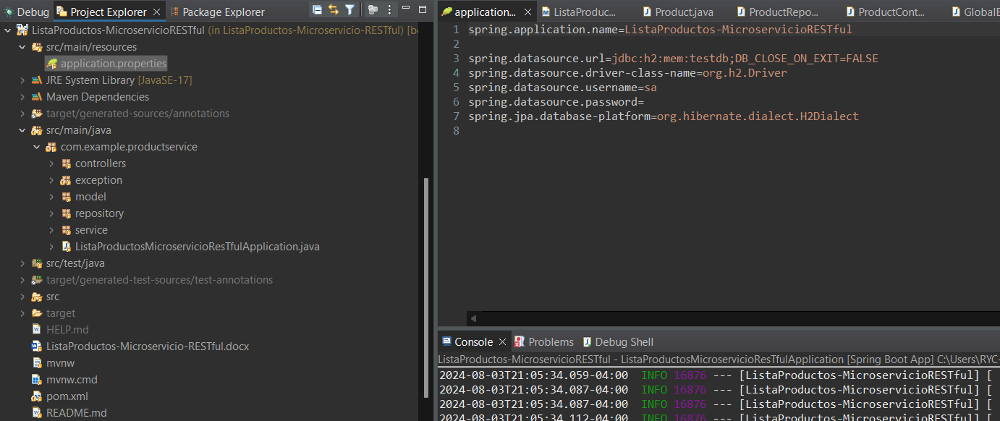 Debug Project Explorer Package Explorer
ListaProductos-MicroservicioRESTful (in ListaProductos-Microservicio-RESTful) [b
src/main/resources
application.properties
JRE System Library [JavaSE-17]
Maven Dependencies
target/generated-sources/annotations
src/main/java
com.example.productservice
controllers
exception
model
repository
service
ListaProductosMicroservicioResTfulApplication.java
src/test/java
target/generated-test-sources/test-annotations
src
target
HELP.md
ListaProductos-Microservicio-RESTful.docx
mvnw
mvnw.cmd
pom.xml
README.md
application... ListaProduc... Product.java ProductRepo... ProductCont... GlobalE
1 spring.application.name=ListaProductos-MicroservicioRESTful
2
3 spring.datasource.url=jdbc:h2:mem:testdb;DB_CLOSE_ON_EXIT=FALSE
4 spring.datasource.driver-class-name=org.h2.Driver
5 spring.datasource.username=sa
6 spring.datasource.password=
7 spring.jpa.database-platform=org.hibernate.dialect.H2Dialect
8
Console Problems Debug Shell
ListaProductos-MicroservicioRESTful - ListaProductosMicroservicioResTfulApplication [Spring Boot App] C:\Users\RYC-
2024-08-03T21:05:34.059-04:00 INFO 16876 --- [ListaProductos-MicroservicioRESTful] [
2024-08-03T21:05:34.087-04:00 INFO 16876 --- [ListaProductos-MicroservicioRESTful] [
2024-08-03T21:05:34.087-04:00 INFO 16876 --- [ListaProductos-MicroservicioRESTful] [
2024-08-03T21:05:34.112-04:00 INFO 16876 --- [ListaProductos-MicroservicioRESTful] [